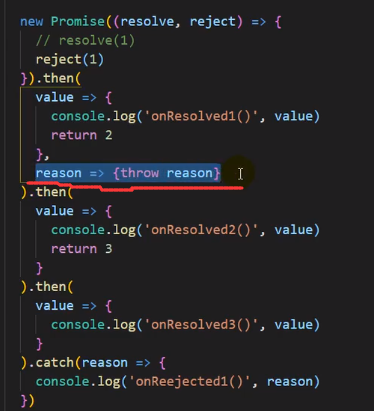 new Promise((resolve, reject) => {
// resolve(1)
reject(1)
}).then(
value => {
console.log('onResolved1()', value)
return 2
},
reason => {throw reason}
).then(
value => {
console.log('onResolved2()', value)
return 3
}
).then(
value => {
console.log('onResolved3()', value)
}
).catch(reason => {
console.log('onReejected1()', reason)
})